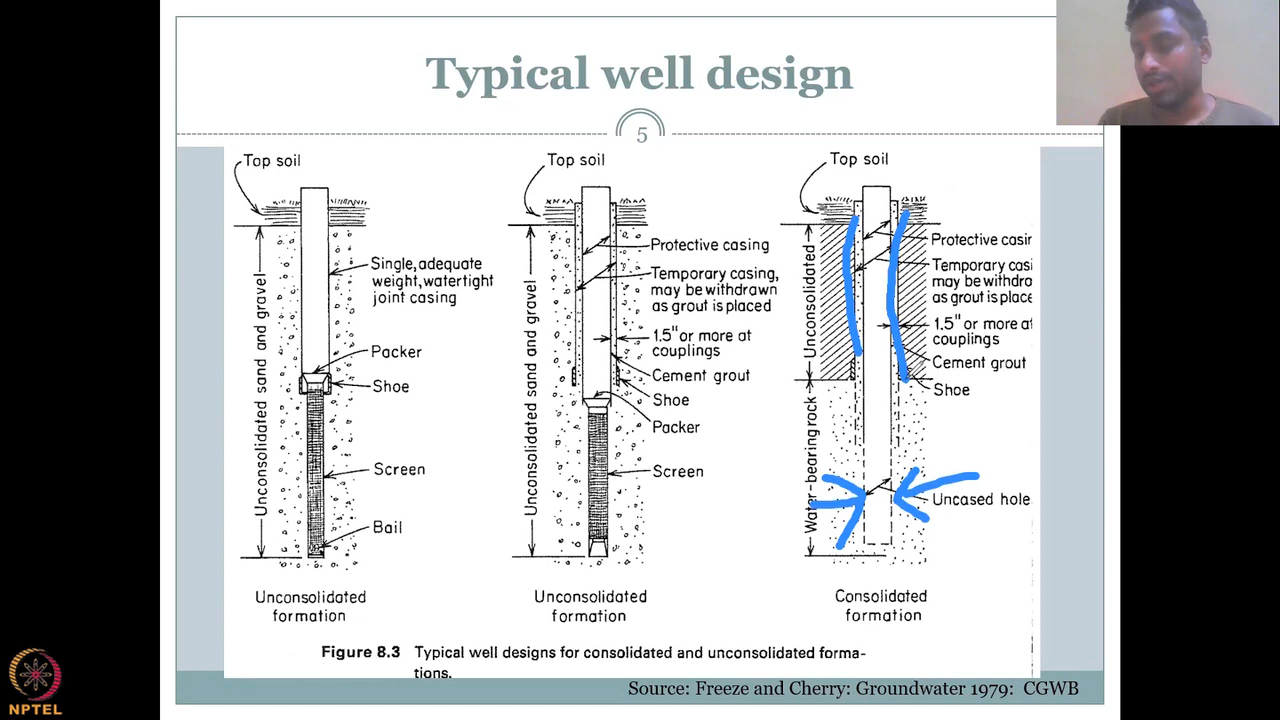 Typical well design
5
Top soil
Unconsolidated sand and gravel
Single, adequate
weight, watertight
joint casing
Packer
Shoe
Screen
Bail
Unconsolidated
formation
Top soil
Unconsolidated sand and gravel
Protective casing
Temporary casing,
may be withdrawn
as grout is placed
1.5" or more at
couplings
Cement grout
Shoe
Packer
Screen
Unconsolidated
formation
Top soil
Unconsolidated
Water-bearing rock
Protective casir
Temporary casi
may be withdra
as grout is place
1.5" or more at
couplings
Cement grout
Shoe
Uncased hole
Consolidated
formation
Figure 8.3 Typical well designs for consolidated and unconsolidated forma-
tions.
Source: Freeze and Cherry: Groundwater 1979: CGWB
NPTEL